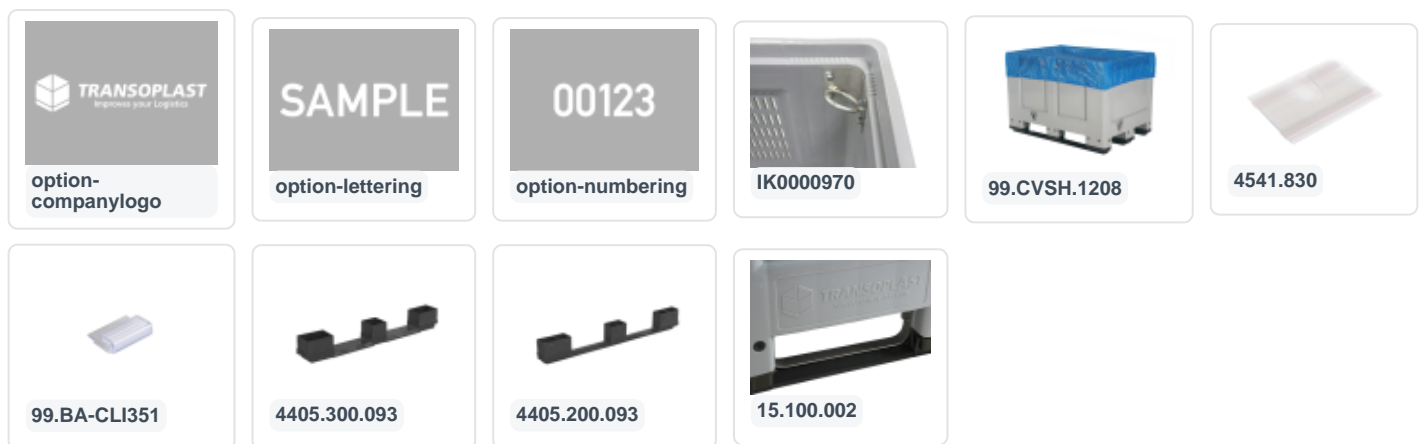 TRANSOPLAST
Improves your Logistics
option-
companylogo
SAMPLE
option-lettering
00123
option-numbering
IK0000970
99.CVSH.1208
4541.830
99.BA-CLI351
4405.300.093
4405.200.093
TRANSOPLAST
15.100.002